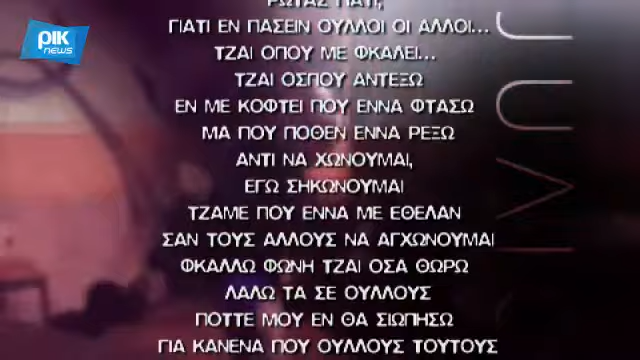 ΡΙΚ
news
ΡΩΤΑΣ ΓΙΑΤΙ,
ΓΙΑΤΙ ΕΝ ΠΑΣΕΙΝ ΟΥΛΛΟΙ ΟΙ ΑΛΛΟΙ...
ΤΖΑΙ ΟΠΟΥ ΜΕ ΦΚΑΛΕΙ...
ΤΖΑΙ ΟΣΠΟΥ ΑΝΤΕΞΩ
ΕΝ ΜΕ ΚΟΦΤΕΙ ΠΟΥ ΕΝΝΑ ΦΤΑΣΩ
ΜΑ ΠΟΥ ΠΟΘΕΝ ΕΝΝΑ ΡΕΞΩ
ΑΝΤΙ ΝΑ ΧΩΝΟΥΜΑΙ,
ΕΓΩ ΣΗΚΩΝΟΥΜΑΙ
ΤΖΑΜΕ ΠΟΥ ΕΝΝΑ ΜΕ ΕΘΕΛΑΝ
ΣΑΝ ΤΟΥΣ ΑΛΛΟΥΣ ΝΑ ΑΓΧΩΝΟΥΜΑΙ
ΦΚΑΛΛΩ ΦΩΝΗ ΤΖΑΙ ΟΣΑ ΘΩΡΩ
ΛΑΛΩ ΤΑ ΣΕ ΟΥΛΛΟΥΣ
ΠΟΤΤΕ ΜΟΥ ΕΝ ΘΑ ΣΙΩΠΗΣΩ
ΓΙΑ ΚΑΝΕΝΑ ΠΟΥ ΟΥΛΛΟΥΣ ΤΟΥΤΟΥΣ